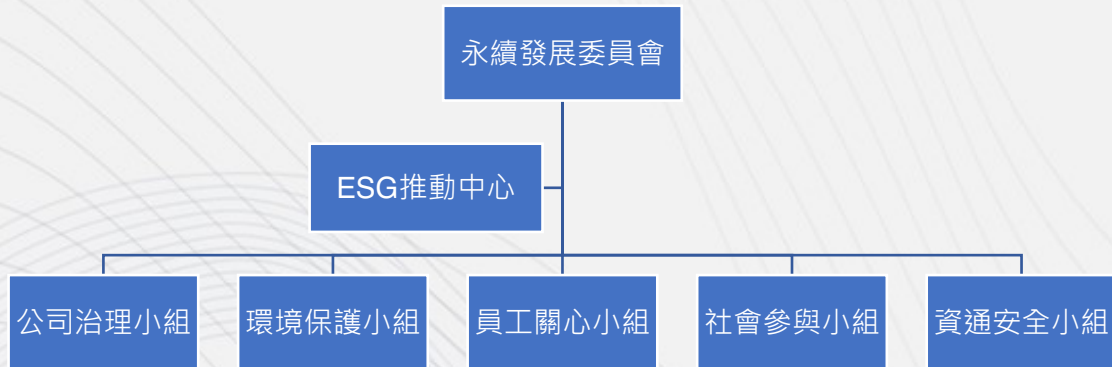 永續發展委員會
ESG推動中心
公司治理小組
環境保護小組
員工關心小組
社會參與小組
資通安全小組